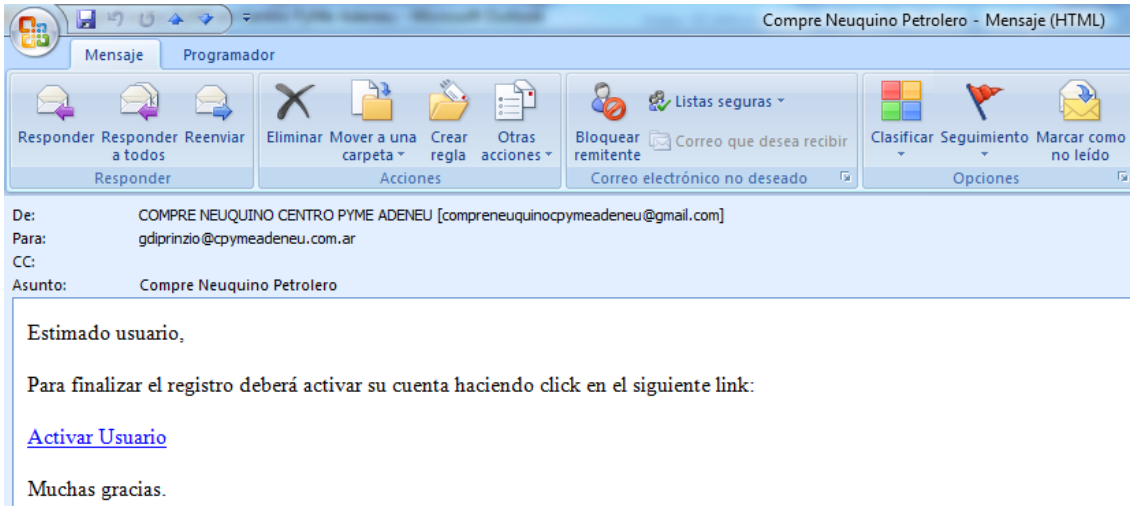 Compre Neuquino Petrolero - Mensaje (HTML)
Mensaje Programador
Responder Responder a todos Reenviar Eliminar Mover a una carpeta Crear regla Otras acciones Bloquear remitente Listas seguras Correo que desea recibir Clasificar Seguimiento Marcar como no leído
Responder Acciones Correo electrónico no deseado Opciones
De: COMPRE NEUQUINO CENTRO PYME ADENEU [compreneuquinocpymeadeneu@gmail.com]
Para: gdiprinzio@cpymeadeneu.com.ar
CC:
Asunto: Compre Neuquino Petrolero
Estimado usuario,
Para finalizar el registro deberá activar su cuenta haciendo click en el siguiente link:
Activar Usuario
Muchas gracias.